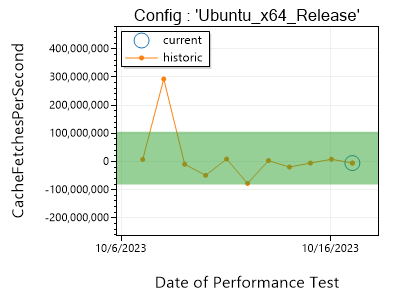 Config : 'Ubuntu_x64_Release'
current
historic
CacheFetchesPerSecond
400,000,000
300,000,000
200,000,000
100,000,000
0
-100,000,000
-200,000,000
10/6/2023
10/16/2023
Date of Performance Test